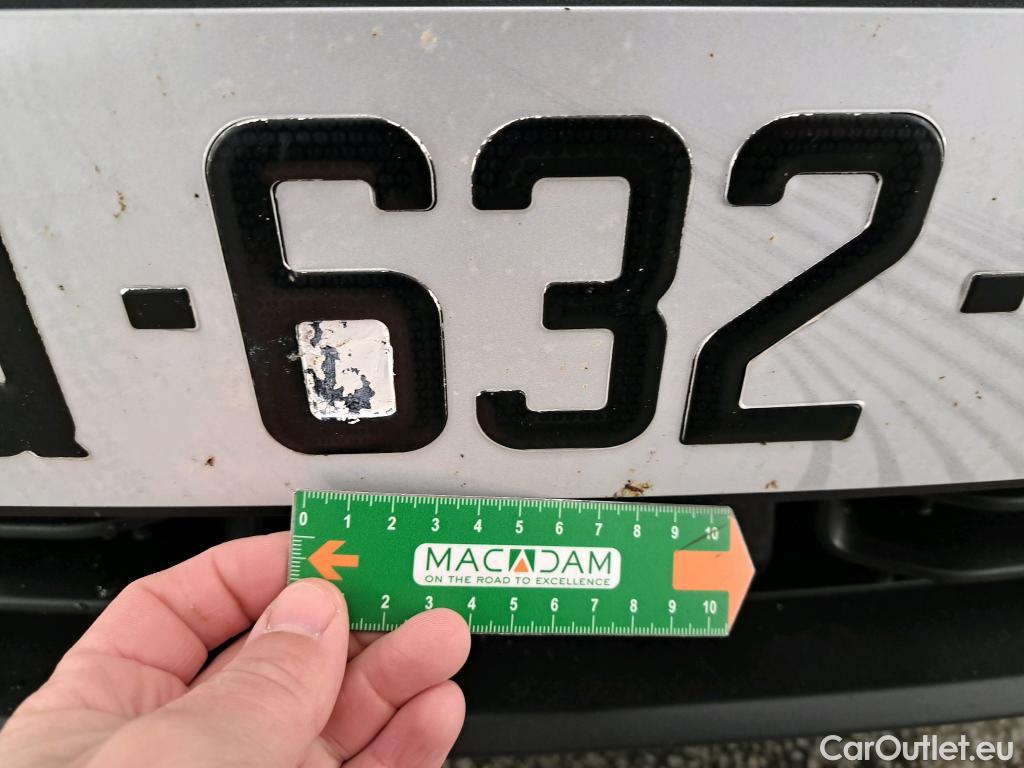 -632-
0 1 2 3 4 5 6 7 8 9 10
MACADAM
ON THE ROAD TO EXCELLENCE
2 3 4 5 6 7 8 9 10
CarOutlet.eu